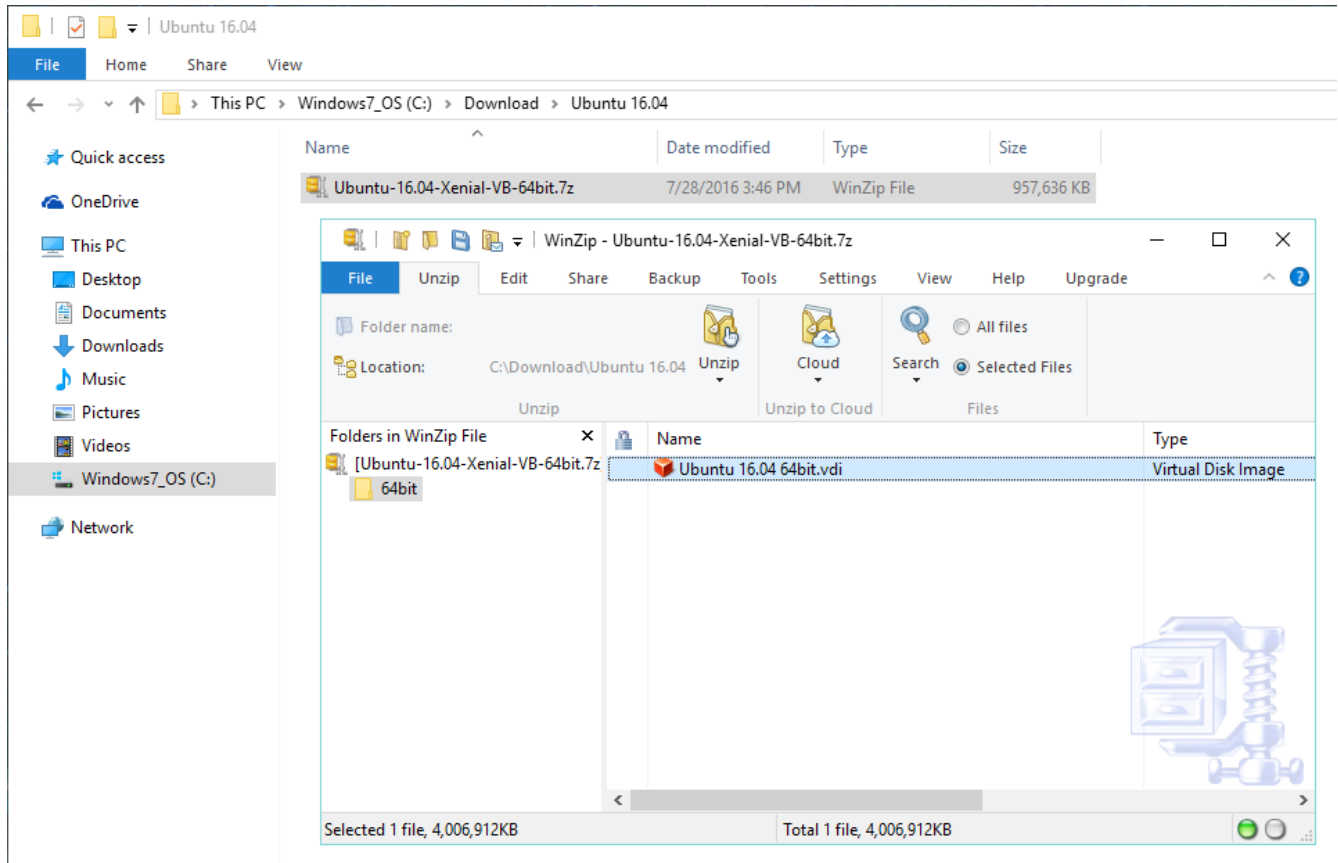 Ubuntu 16.04
File Home Share View
This PC > Windows7_OS (C:) > Download > Ubuntu 16.04
Name Date modified Type Size
Ubuntu-16.04-Xenial-VB-64bit.7z 7/28/2016 3:46 PM WinZip File 957,636 KB
Quick access
OneDrive
This PC
Desktop
Documents
Downloads
Music
Pictures
Videos
Windows7_OS (C:)
Network
WinZip - Ubuntu-16.04-Xenial-VB-64bit.7z
File Unzip Edit Share Backup Tools Settings View Help Upgrade ?
Folder name:
Location: C:\Download\Ubuntu 16.04
Unzip
Cloud
Search
All files
Selected Files
Unzip Unzip to Cloud Files
Folders in WinZip File
[Ubuntu-16.04-Xenial-VB-64bit.7z
64bit
Name Type
Ubuntu 16.04 64bit.vdi Virtual Disk Image
Selected 1 file, 4,006,912KB Total 1 file, 4,006,912KB